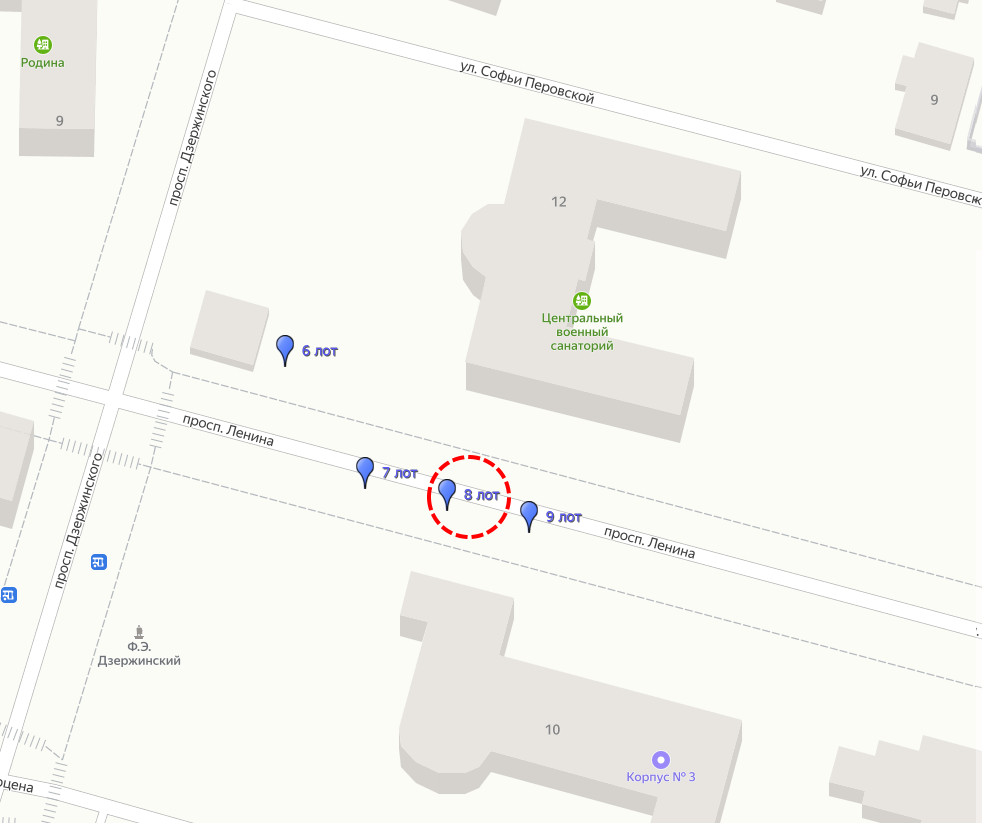 Родина
9
просп. Дзержинского
ул. Софьи Перовской
9
ул. Софьи Перовск
12
Центральный
военный
санаторий
6 лот
просп. Ленина
7 лот
8 лот
9 лот
просп. Ленина
просп. Дзержинского
Ф.Э.
Дзержинский
10
Корпус № 3
рцена